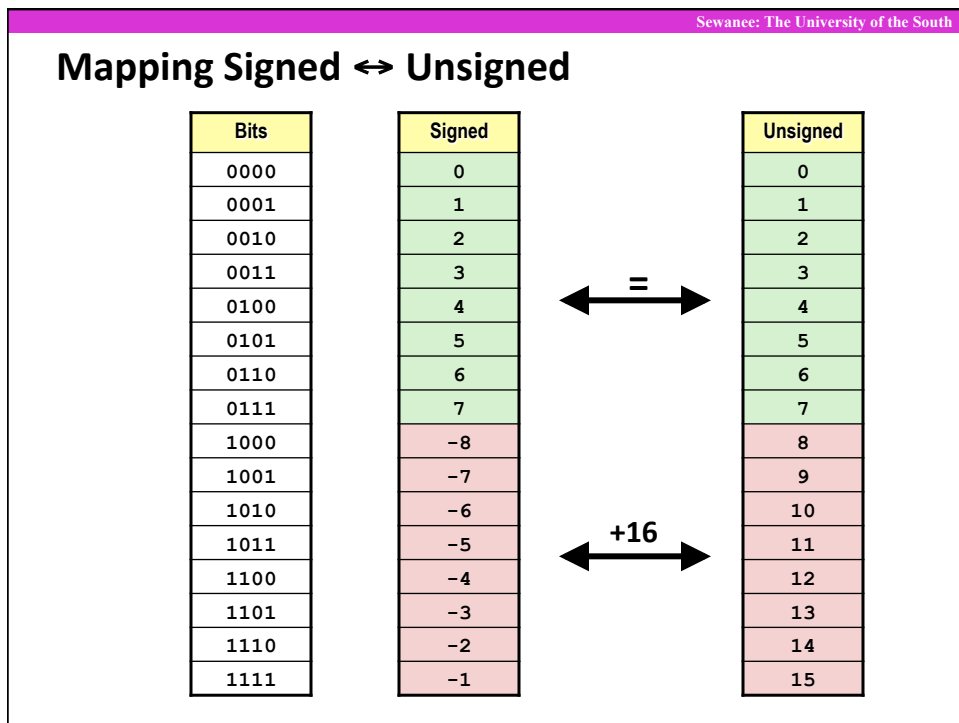 Sewanee: The University of the South
Mapping Signed ↔ Unsigned
Bits Signed Unsigned
0000 0 0
0001 1 1
0010 2 2
0011 3 3
=
0100 4 4
0101 5 5
0110 6 6
0111 7 7
1000 -8 8
1001 -7 9
1010 -6 10
+16
1011 -5 11
1100 -4 12
1101 -3 13
1110 -2 14
1111 -1 15